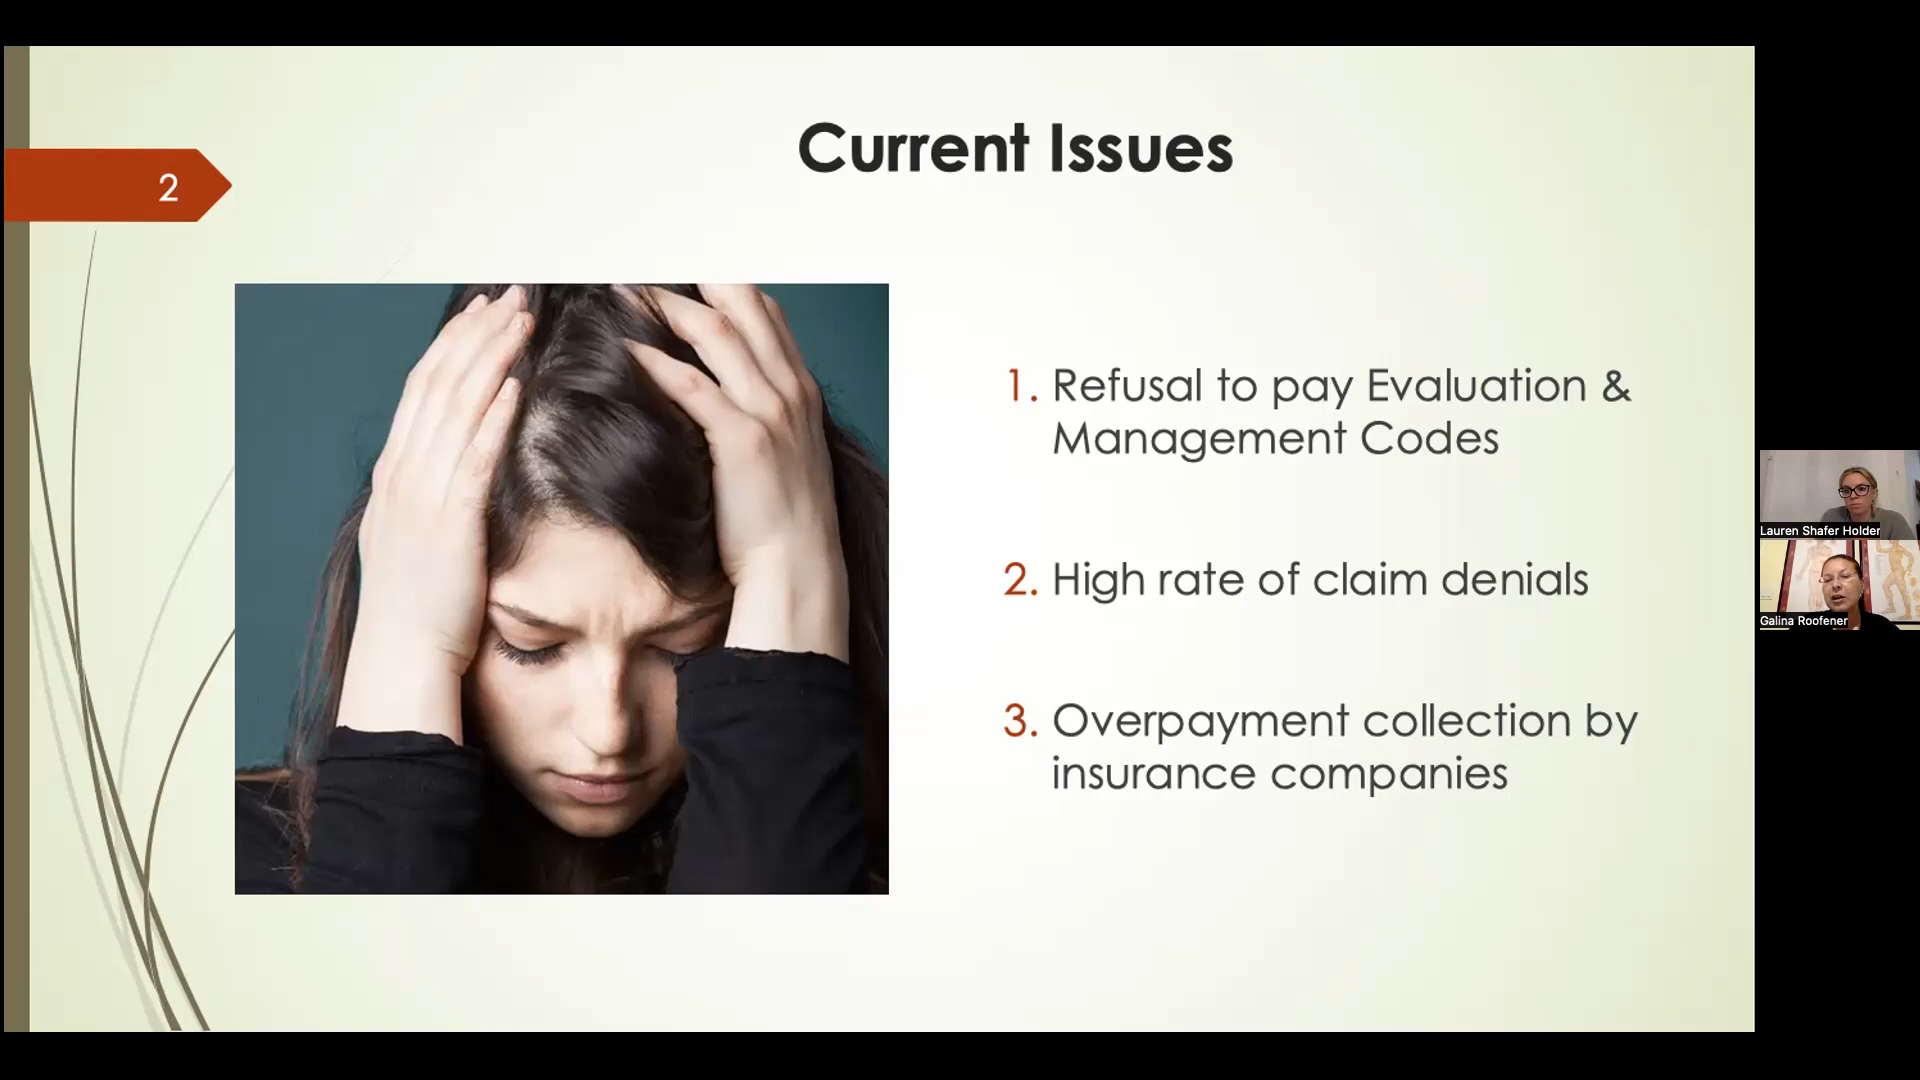 Current Issues
2
1. Refusal to pay Evaluation &
Management Codes
2. High rate of claim denials
3. Overpayment collection by
insurance companies
Lauren Shafer Holder
Galina Roofener